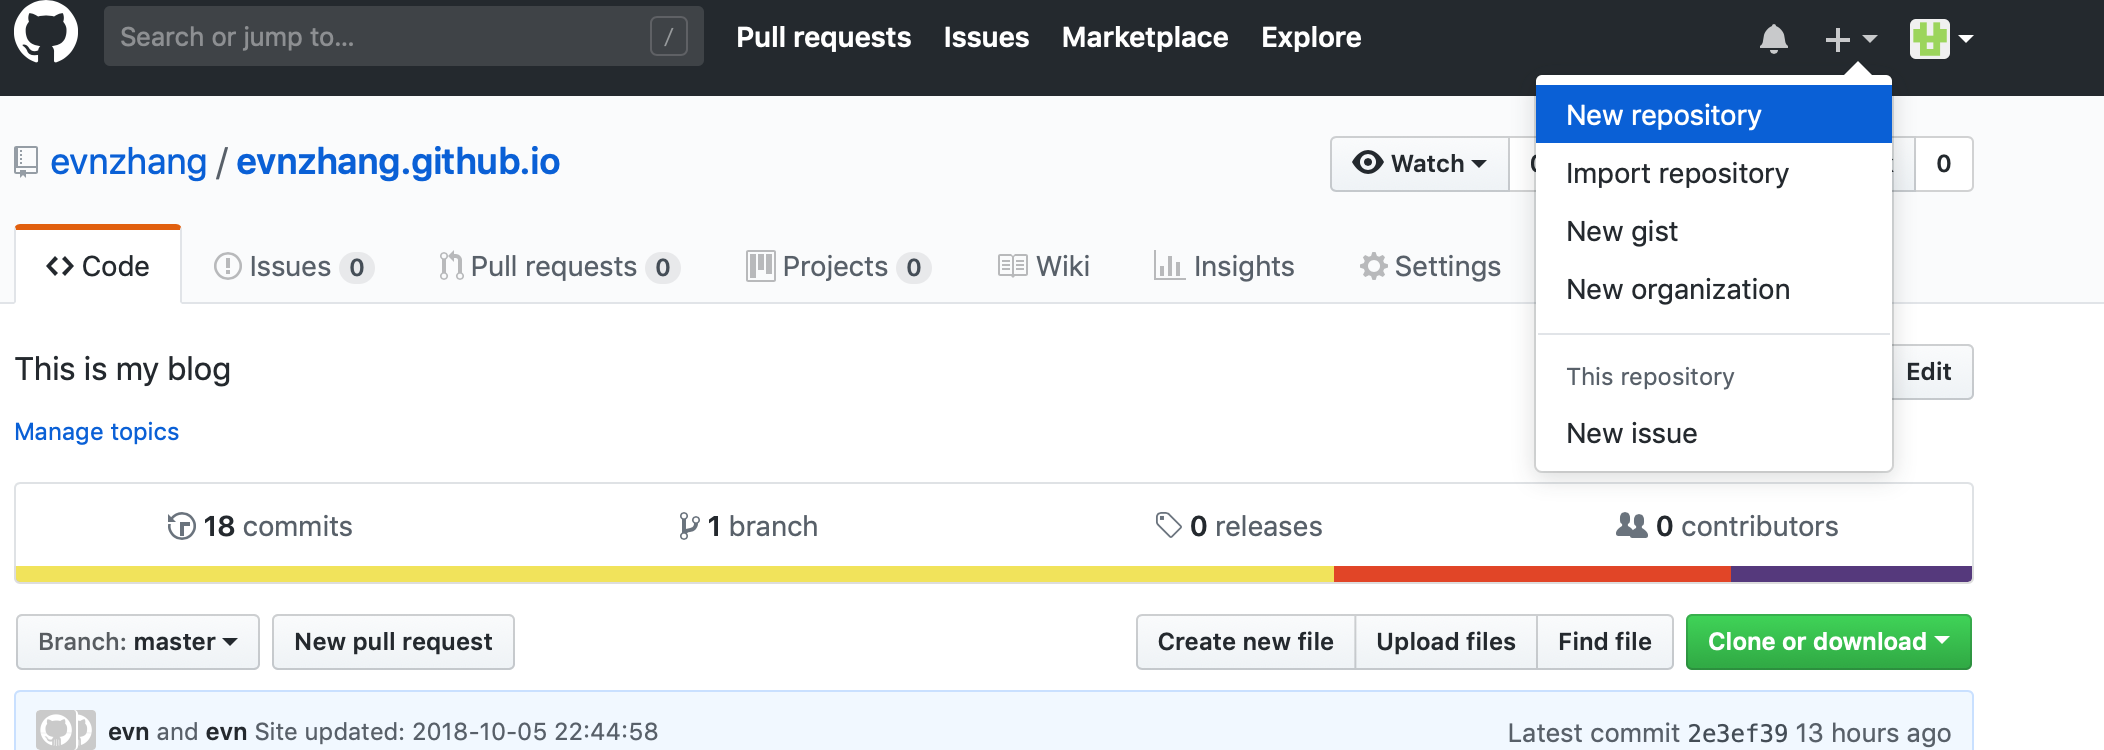 Search or jump to... / Pull requests Issues Marketplace Explore
New repository
evnzhang / evnzhang.github.io Watch 0
Import repository
New gist
Code Issues 0 Pull requests 0 Projects 0 Wiki Insights Settings
New organization
This is my blog Edit
This repository
Manage topics
New issue
18 commits 1 branch 0 releases 0 contributors
Branch: master New pull request Create new file Upload files Find file Clone or download
evn and evn Site updated: 2018-10-05 22:44:58 Latest commit 2e3ef39 13 hours ago